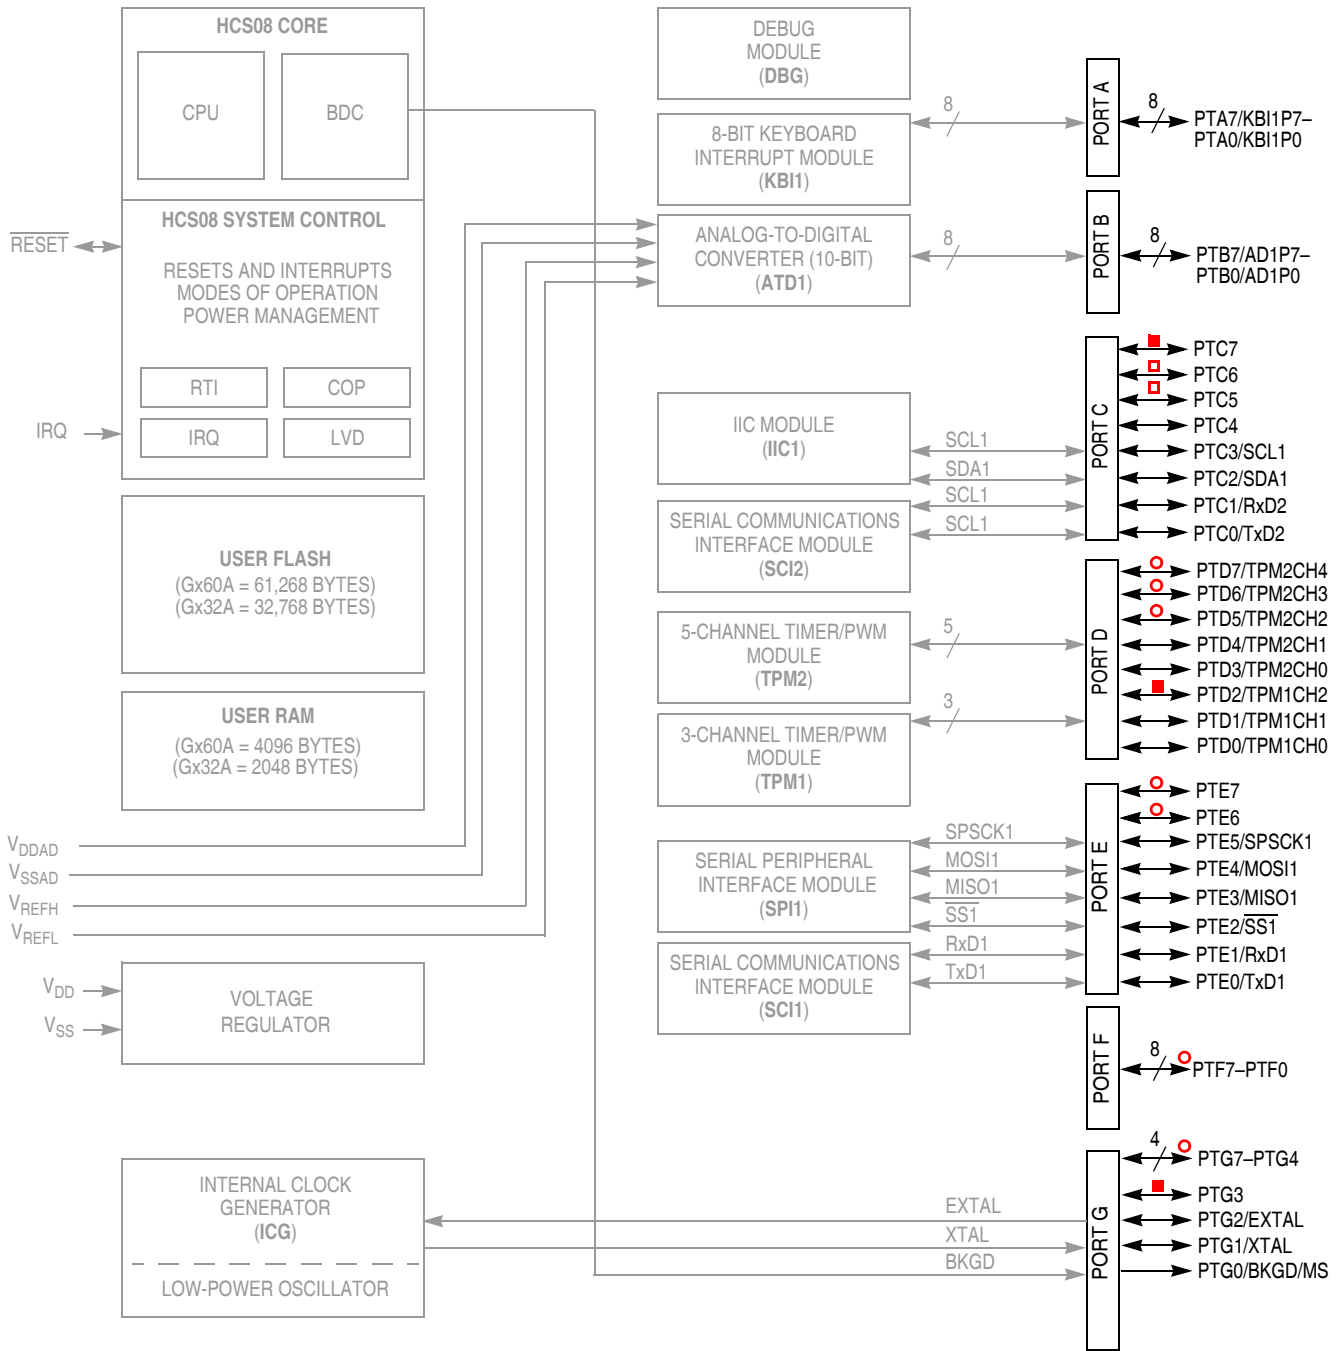 HCS08 CORE
CPU
BDC
HCS08 SYSTEM CONTROL
RESETS AND INTERRUPTS
MODES OF OPERATION
POWER MANAGEMENT
RTI
COP
IRQ
LVD
RESET
IRQ
USER FLASH
(Gx60A = 61,268 BYTES)
(Gx32A = 32,768 BYTES)
USER RAM
(Gx60A = 4096 BYTES)
(Gx32A = 2048 BYTES)
VDDAD
VSSAD
VREFH
VREFL
VDD
VSS
VOLTAGE
REGULATOR
INTERNAL CLOCK
GENERATOR
(ICG)
LOW-POWER OSCILLATOR
DEBUG
MODULE
(DBG)
8-BIT KEYBOARD
INTERRUPT MODULE
(KBI1)
8
ANALOG-TO-DIGITAL
CONVERTER (10-BIT)
(ATD1)
8
IIC MODULE
(IIC1)
SCL1
SDA1
SERIAL COMMUNICATIONS
INTERFACE MODULE
(SCI2)
SCL1
SCL1
5-CHANNEL TIMER/PWM
MODULE
(TPM2)
5
3-CHANNEL TIMER/PWM
MODULE
(TPM1)
3
SERIAL PERIPHERAL
INTERFACE MODULE
(SPI1)
SPSCK1
MOSI1
MISO1
SS1
SERIAL COMMUNICATIONS
INTERFACE MODULE
(SCI1)
RxD1
TxD1
EXTAL
XTAL
BKGD
PORT A
8
PTA7/KBI1P7–
PTA0/KBI1P0
PORT B
8
PTB7/AD1P7–
PTB0/AD1P0
PORT C
PTC7
PTC6
PTC5
PTC4
PTC3/SCL1
PTC2/SDA1
PTC1/RxD2
PTC0/TxD2
PORT D
PTD7/TPM2CH4
PTD6/TPM2CH3
PTD5/TPM2CH2
PTD4/TPM2CH1
PTD3/TPM2CH0
PTD2/TPM1CH2
PTD1/TPM1CH1
PTD0/TPM1CH0
PORT E
PTE7
PTE6
PTE5/SPSCK1
PTE4/MOSI1
PTE3/MISO1
PTE2/SS1
PTE1/RxD1
PTE0/TxD1
PORT F
8
PTF7–PTF0
PORT G
4
PTG7–PTG4
PTG3
PTG2/EXTAL
PTG1/XTAL
PTG0/BKGD/MS